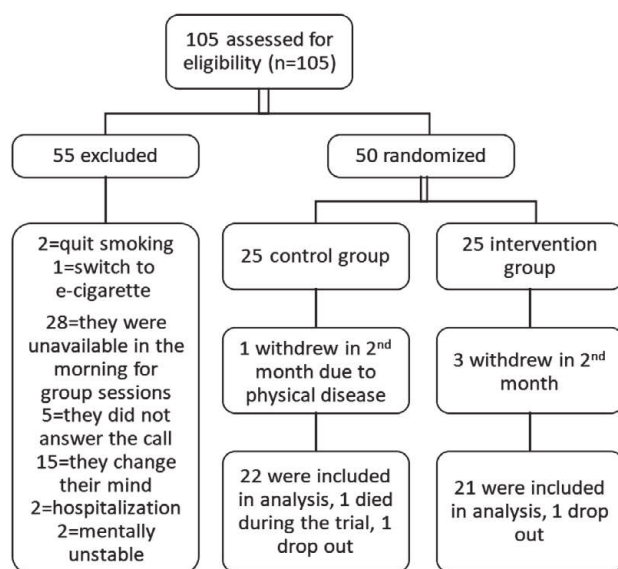 105 assessed for
eligibility (n=105)
55 excluded
50 randomized
2=quit smoking
1=switch to
e-cigarette
28=they were
unavailable in the
morning for
group sessions
5=they did not
answer the call
15=they change
their mind
2=hospitalization
2=mentally
unstable
25 control group
25 intervention
group
1 withdrew in 2nd
month due to
physical disease
3 withdrew in 2nd
month
22 were included
in analysis, 1 died
during the trial, 1
drop out
21 were included
in analysis, 1 drop
out